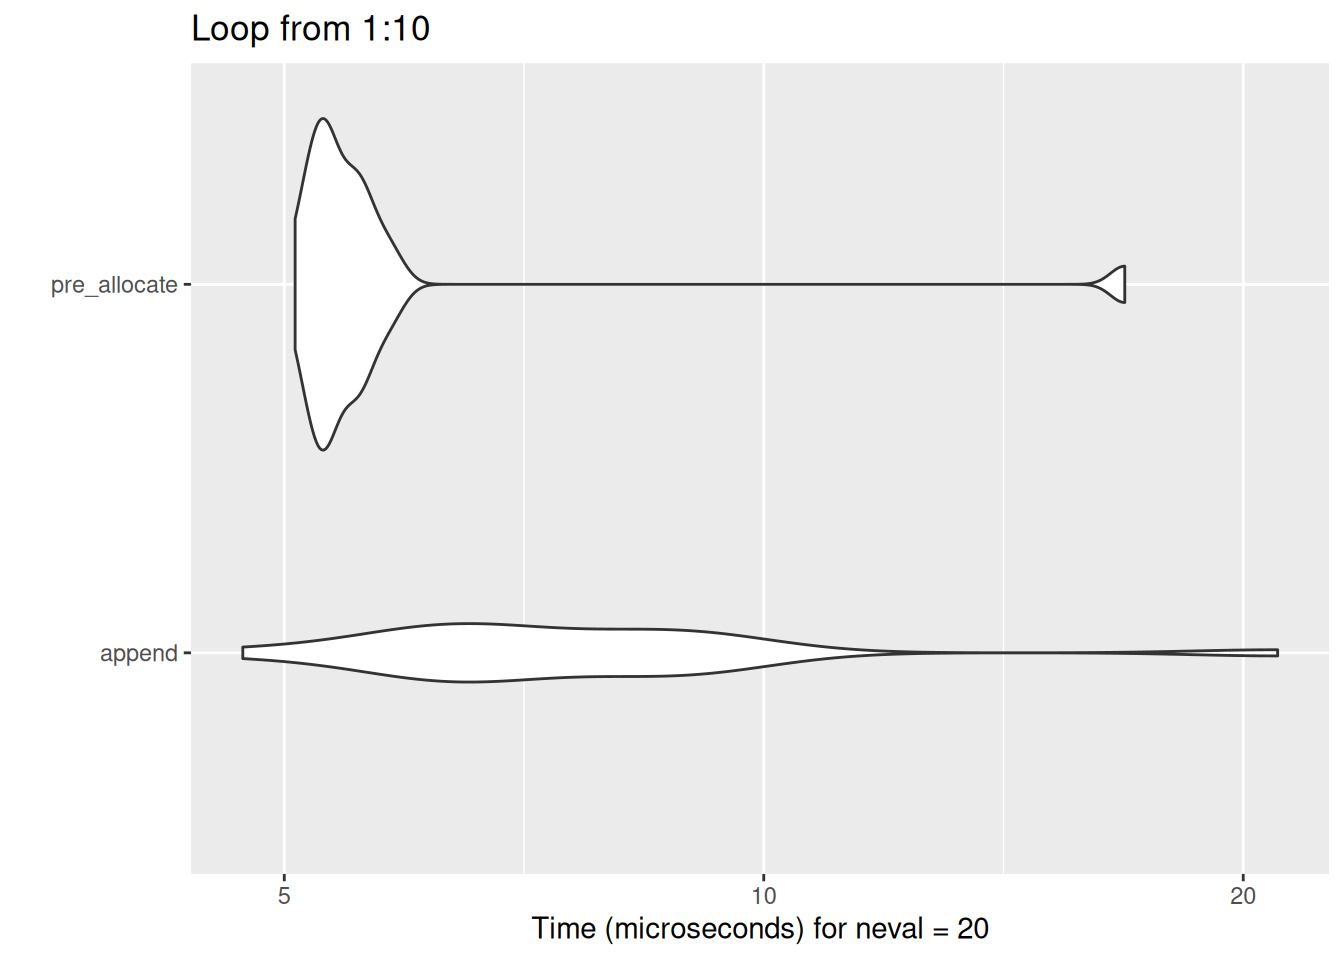 Loop from 1:10
pre_allocate
append
5 10 20
Time (microseconds) for neval = 20